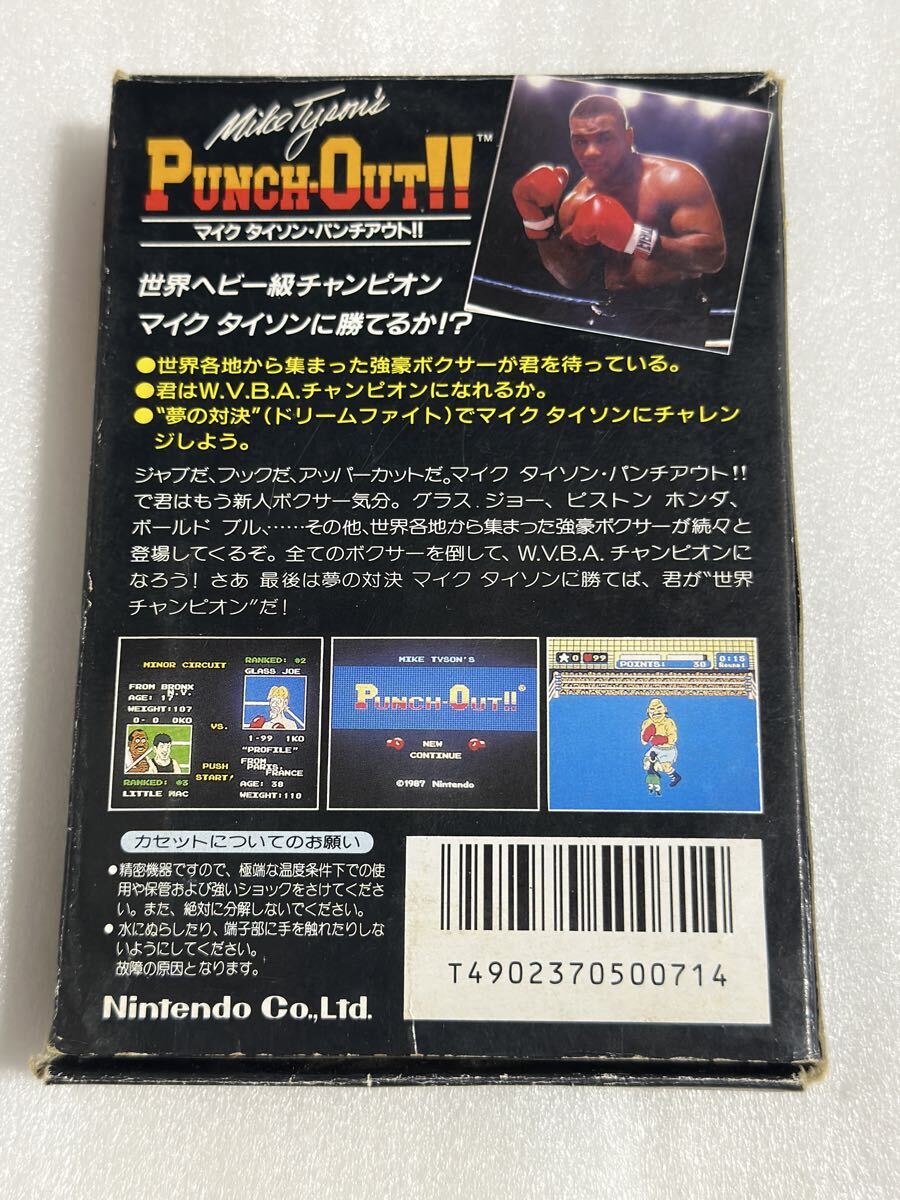 Mike Tyson's
PUNCH-OUT!!™
マイク タイソン・パンチアウト!!
世界ヘビー級チャンピオン
マイク タイソンに勝てるか!?
●世界各地から集まった強豪ボクサーが君を待っている。
●君はW.V.B.A.チャンピオンになれるか。
●“夢の対決”(ドリームファイト)でマイク タイソンにチャレン
ジしよう。
ジャブだ、フックだ、アッパーカットだ。マイク タイソン・パンチアウト!!
で君はもう新人ボクサー気分。グラス.ジョー、ピストン ホンダ、
ボールド ブル、……その他、世界各地から集まった強豪ボクサーが続々と
登場してくるぞ。全てのボクサーを倒して、W.V.B.A.チャンピオンに
なろう! さあ 最後は夢の対決 マイク タイソンに勝てば、君が“世界
チャンピオン”だ!
MINOR CIRCUIT
RANKED: #2
GLASS JOE
FROM BRONX
N.Y.
WEIGHT:107
0- 0 0KO
VS.
1-99 1KO
"PROFILE"
FROM
PARIS,
FRANCE
AGE: 38
WEIGHT:110
PUSH
START!
RANKED: #3
LITTLE MAC
MIKE TYSON'S
PUNCH-OUT!!®
NEW
CONTINUE
©1987 Nintendo
★0 99
POINTS: 30
0:15
Round 1
カセットについてのお願い
●精密機器ですので、極端な温度条件下での使
用や保管および強いショックをさけてくださ
い。また、絶対に分解しないでください。
●水にぬらしたり、端子部に手を触れたりしな
いようにしてください。
故障の原因となります。
Nintendo Co.,Ltd.
T4902370500714